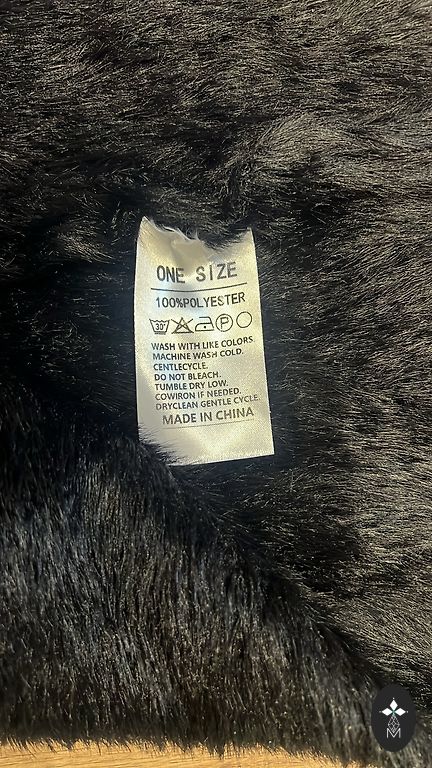 ONE SIZE
100%POLYESTER
30° P
WASH WITH LIKE COLORS.
MACHINE WASH COLD.
CENTLECYCLE.
DO NOT BLEACH.
TUMBLE DRY LOW.
COWIRON IF NEEDED.
DRYCLEAN GENTLE CYCLE.
MADE IN CHINA
M